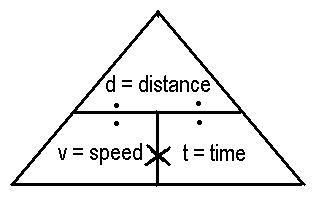 d = distance
v = speed
t = time